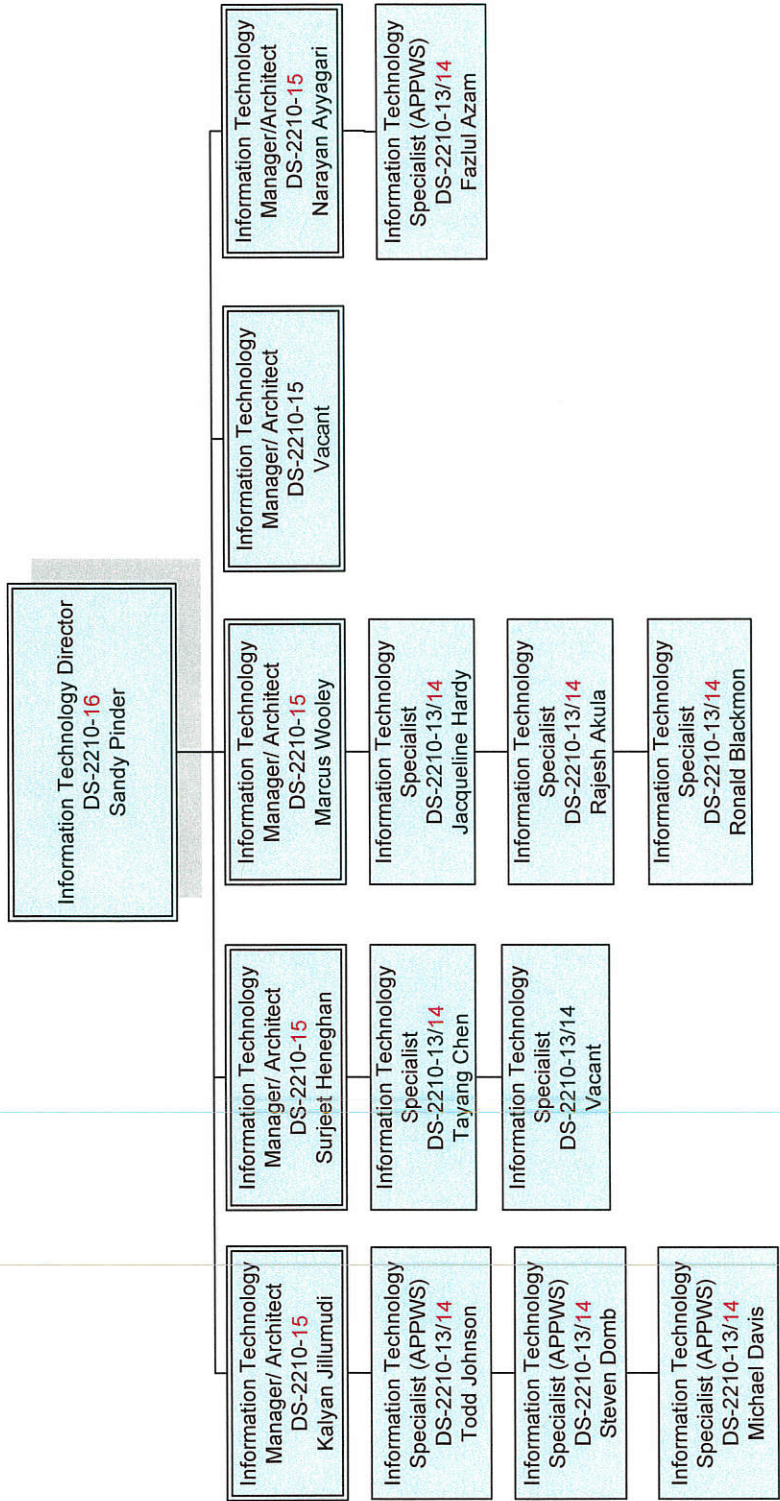 Information Technology Director
DS-2210-16
Sandy Pinder
Information Technology
Manager/ Architect
DS-2210-15
Kalyan Jiilumudi
Information Technology
Specialist (APPWS)
DS-2210-13/14
Todd Johnson
Information Technology
Specialist (APPWS)
DS-2210-13/14
Steven Domb
Information Technology
Specialist (APPWS)
DS-2210-13/14
Michael Davis
Information Technology
Manager/ Architect
DS-2210-15
Surjeet Heneghan
Information Technology
Specialist
DS-2210-13/14
Tayyang Chen
Information Technology
Specialist
DS-2210-13/14
Vacant
Information Technology
Manager/ Architect
DS-2210-15
Marcus Wooley
Information Technology
Specialist
DS-2210-13/14
Jacqueline Hardy
Information Technology
Specialist
DS-2210-13/14
Rajesh Akula
Information Technology
Specialist
DS-2210-13/14
Ronald Blackmon
Information Technology
Manager/ Architect
DS-2210-15
Vacant
Information Technology
Manager/Architect
DS-2210-15
Narayan Ayyagari
Information Technology
Specialist (APPWS)
DS-2210-13/14
Fazlul Azam